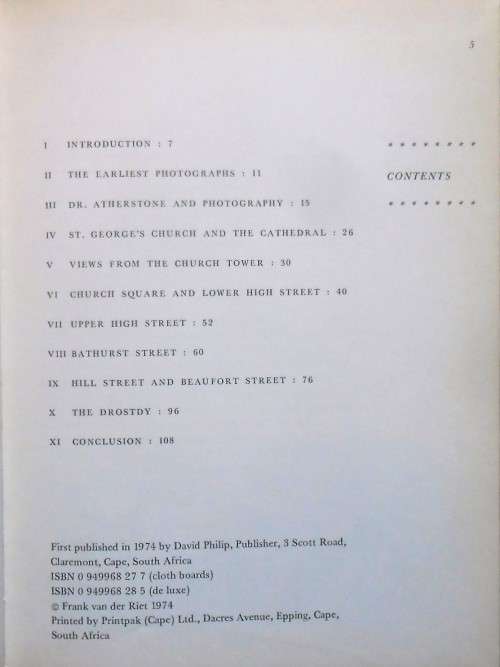 5
I INTRODUCTION : 7
* * * * * * * *
II THE EARLIEST PHOTOGRAPHS : 11
CONTENTS
III DR. ATHERSTONE AND PHOTOGRAPHY : 15
* * * * * * * *
IV ST. GEORGE'S CHURCH AND THE CATHEDRAL : 26
V VIEWS FROM THE CHURCH TOWER : 30
VI CHURCH SQUARE AND LOWER HIGH STREET : 40
VII UPPER HIGH STREET : 52
VIII BATHURST STREET : 60
IX HILL STREET AND BEAUFORT STREET : 76
X THE DROSTDY : 96
XI CONCLUSION : 108
First published in 1974 by David Philip, Publisher, 3 Scott Road,
Claremont, Cape, South Africa
ISBN 0 949968 27 7 (cloth boards)
ISBN 0 949968 28 5 (de luxe)
© Frank van der Riet 1974
Printed by Printpak (Cape) Ltd., Dacres Avenue, Epping, Cape,
South Africa